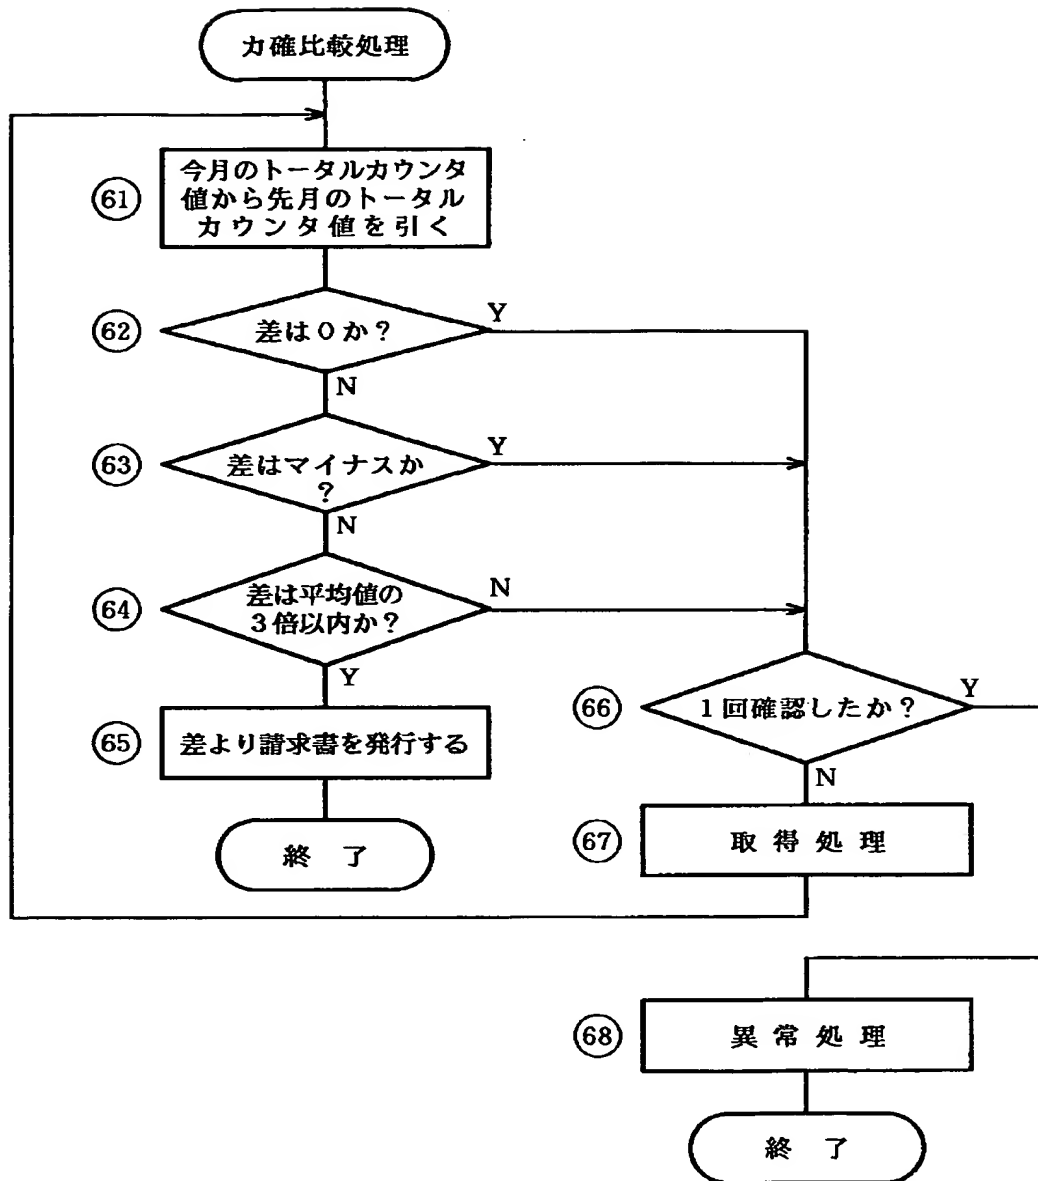 力確比較処理
61
今月のトータルカウンタ
値から先月のトータル
カウンタ値を引く
62
差は0か?
Y
N
63
差はマイナスか
?
Y
N
64
差は平均値の
3倍以内か?
N
Y
65
差より請求書を発行する
終 了
66
1回確認したか?
Y
N
67
取 得 処 理
68
異 常 処 理
終 了